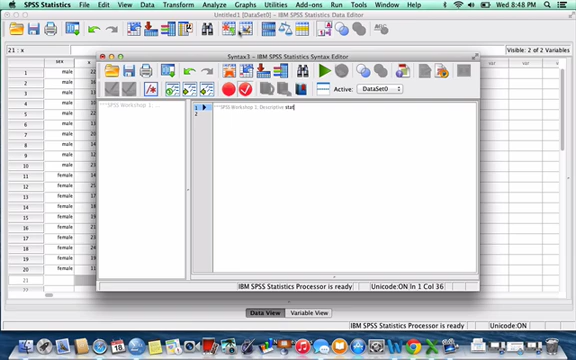 SPSS Statistics File Edit View Data Transform Analyze Graphs Utilities Add-ons Run Tools Window Wed 8:48 PM
Untitled1 [DataSet0] – IBM SPSS Statistics Data Editor
21 : x Visible: 2 of 2 Variables
Syntax3 – IBM SPSS Statistics Syntax Editor
Active: DataSet0
sex
1 male 22
2 male
3 male
4 male
5 male
6 male
7 male
8 male
9 male
10 male
11 female
12 female 25
13 female 17
14 female
15 female
16 female
17 female 23
18 female 24
19 female 19
20 female 11
21
***SPSS Workshop 1: ...
1 ***SPSS Workshop 1: Descriptive stat
2
IBM SPSS Statistics Processor is ready Unicode:ON In 1 Col 36
Data View Variable View
IBM SPSS Statistics Processor is ready Unicode:ON